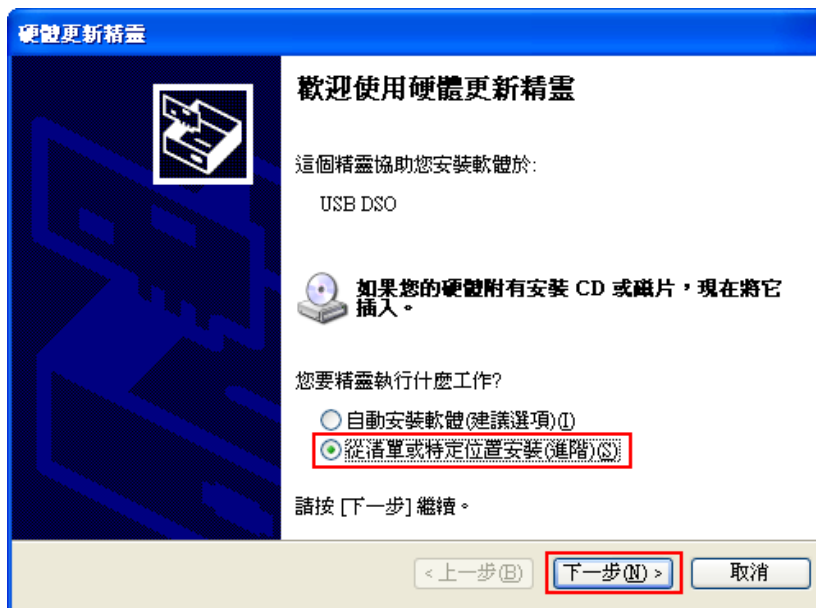 硬體更新精靈
歡迎使用硬體更新精靈
這個精靈協助您安裝軟體於:
USB DSO
如果您的硬體附有安裝 CD 或磁片，現在將它
插入。
您要精靈執行什麼工作?
自動安裝軟體(建議選項)(I)
從清單或特定位置安裝(進階)(S)
請按 [下一步] 繼續。
<上一步(B) 下一步(N) > 取消